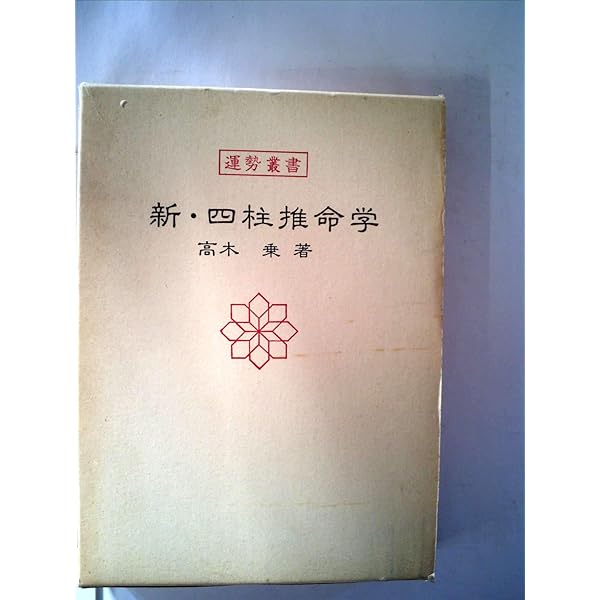 運勢叢書
新・四柱推命学
高木 乗 著